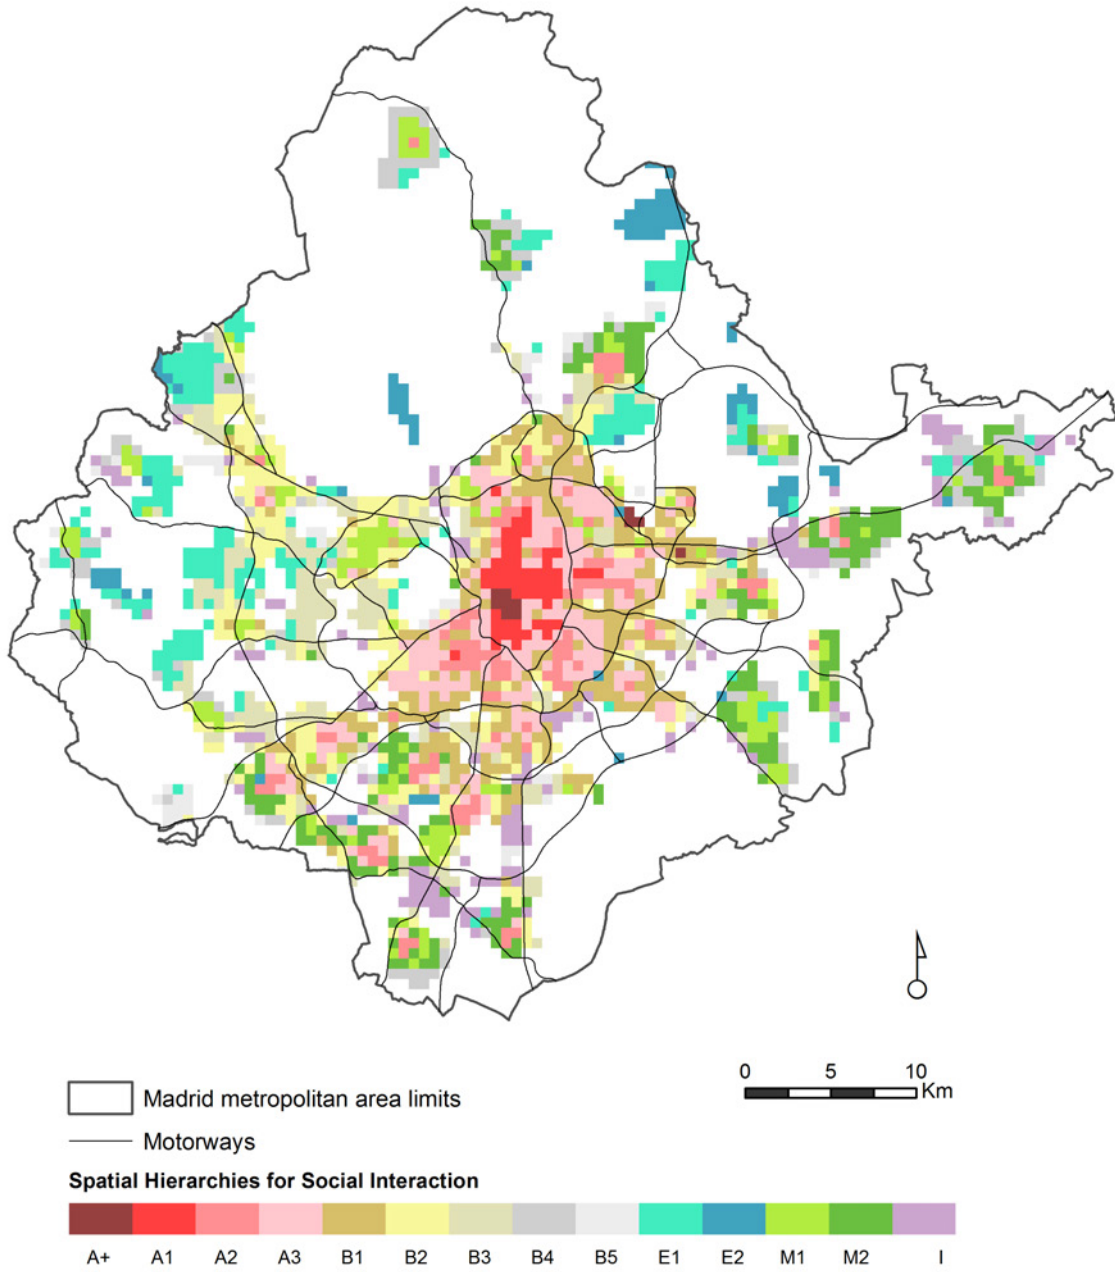 0 5 10
Km
Madrid metropolitan area limits
Motorways
Spatial Hierarchies for Social Interaction
A+ A1 A2 A3 B1 B2 B3 B4 B5 E1 E2 M1 M2 I